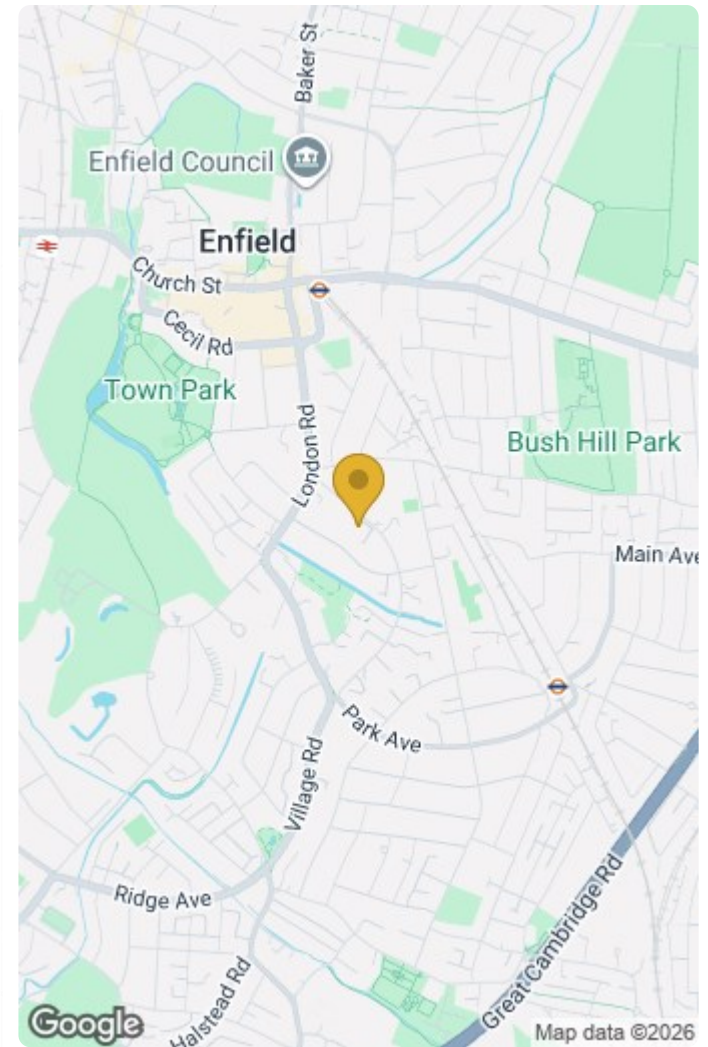 Baker St
Enfield Council
Enfield
Church St
Cecil Rd
Town Park
London Rd
Bush Hill Park
Main Ave
Park Ave
Village Rd
Ridge Ave
Great Cambridge Rd
Halstead Rd
Google
Map data ©2026